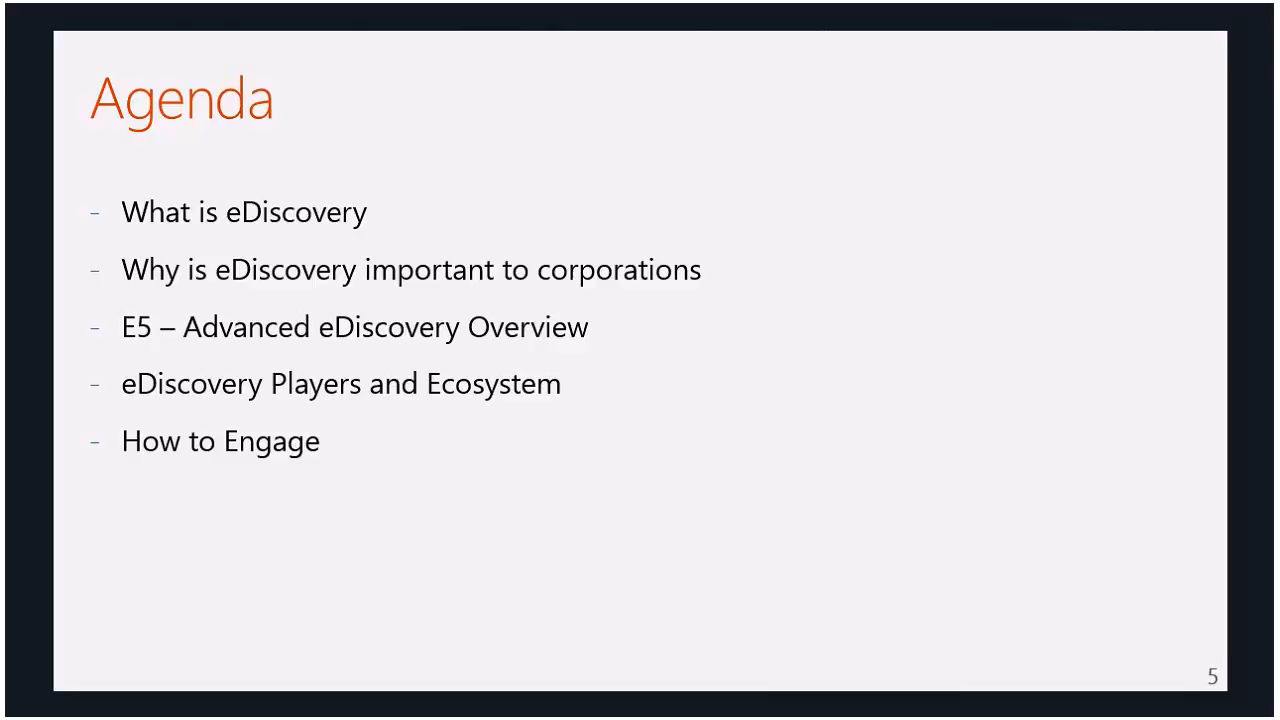 Agenda
- What is eDiscovery
- Why is eDiscovery important to corporations
- E5 – Advanced eDiscovery Overview
- eDiscovery Players and Ecosystem
- How to Engage
5